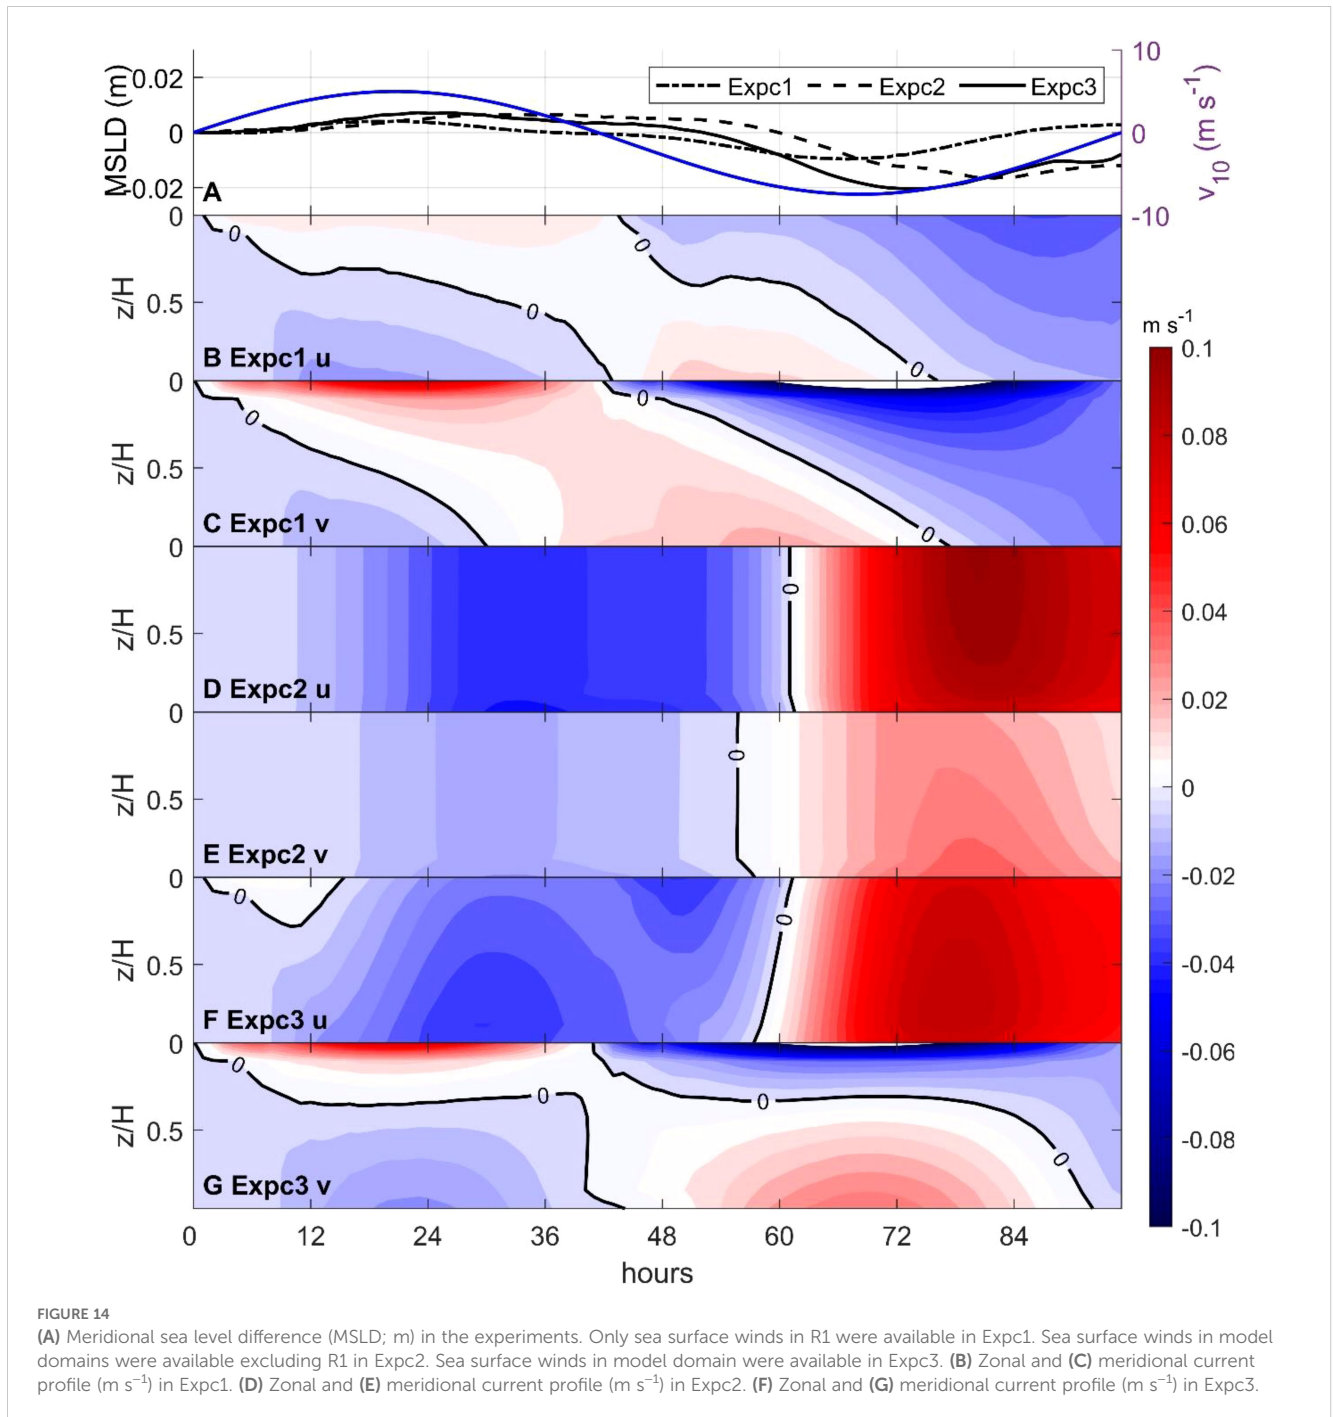 MSLD (m)
0.02
0
-0.02
A
Expc1 Expc2 Expc3
10
0
-10
v10 (m s-1)
0
z/H
0.5
B Expc1 u
0 0 0 0
0
z/H
0.5
C Expc1 v
0 0 0
0
z/H
0.5
D Expc2 u
0
0
z/H
0.5
E Expc2 v
0
0
z/H
0.5
F Expc3 u
0 0
0
z/H
0.5
G Expc3 v
0 0 0 0
0 12 24 36 48 60 72 84
hours
m s-1
0.1
0.08
0.06
0.04
0.02
0
-0.02
-0.04
-0.06
-0.08
-0.1
FIGURE 14
(A) Meridional sea level difference (MSLD; m) in the experiments. Only sea surface winds in R1 were available in Expc1. Sea surface winds in model
domains were available excluding R1 in Expc2. Sea surface winds in model domain were available in Expc3. (B) Zonal and (C) meridional current
profile (m s−1) in Expc1. (D) Zonal and (E) meridional current profile (m s−1) in Expc2. (F) Zonal and (G) meridional current profile (m s−1) in Expc3.